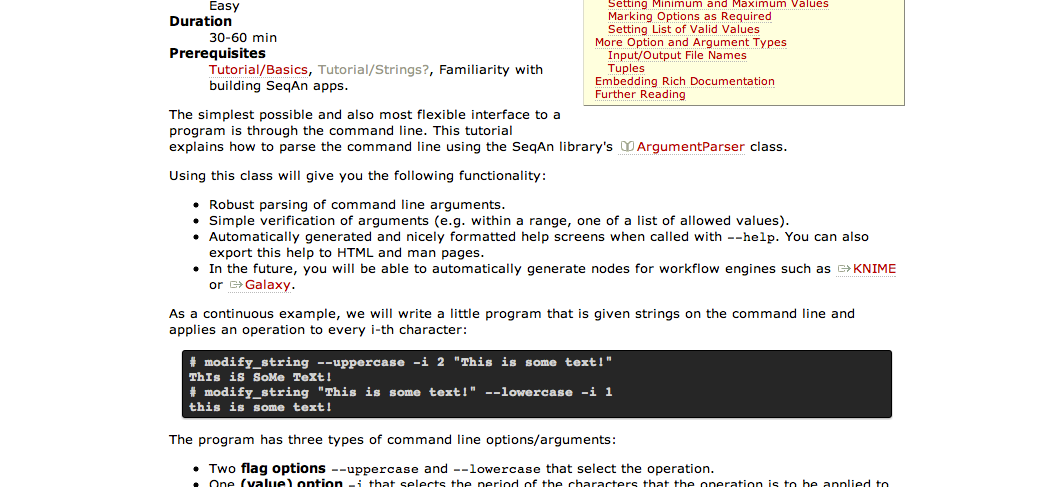 Easy
Duration
30-60 min
Prerequisites
Tutorial/Basics, Tutorial/Strings?, Familiarity with
building SeqAn apps.
Setting Minimum and Maximum Values
Marking Options as Required
Setting List of Valid Values
More Option and Argument Types
Input/Output File Names
Tuples
Embedding Rich Documentation
Further Reading
The simplest possible and also most flexible interface to a
program is through the command line. This tutorial
explains how to parse the command line using the SeqAn library's ArgumentParser class.
Using this class will give you the following functionality:
• Robust parsing of command line arguments.
• Simple verification of arguments (e.g. within a range, one of a list of allowed values).
• Automatically generated and nicely formatted help screens when called with --help. You can also
export this help to HTML and man pages.
• In the future, you will be able to automatically generate nodes for workflow engines such as KNIME
or Galaxy.
As a continuous example, we will write a little program that is given strings on the command line and
applies an operation to every i-th character:
# modify_string --uppercase -i 2 "This is some text!"
ThIs iS SoMe TeXt!
# modify_string "This is some text!" --lowercase -i 1
this is some text!
The program has three types of command line options/arguments:
• Two flag options --uppercase and --lowercase that select the operation.
• One (value) option -i that selects the period of the characters that the operation is to be applied to